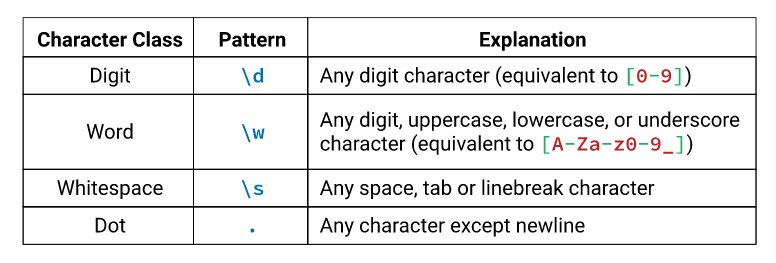 Character Class Pattern Explanation
Digit \d Any digit character (equivalent to [0-9])
Word \w Any digit, uppercase, lowercase, or underscore
character (equivalent to [A-Za-z0-9_])
Whitespace \s Any space, tab or linebreak character
Dot . Any character except newline